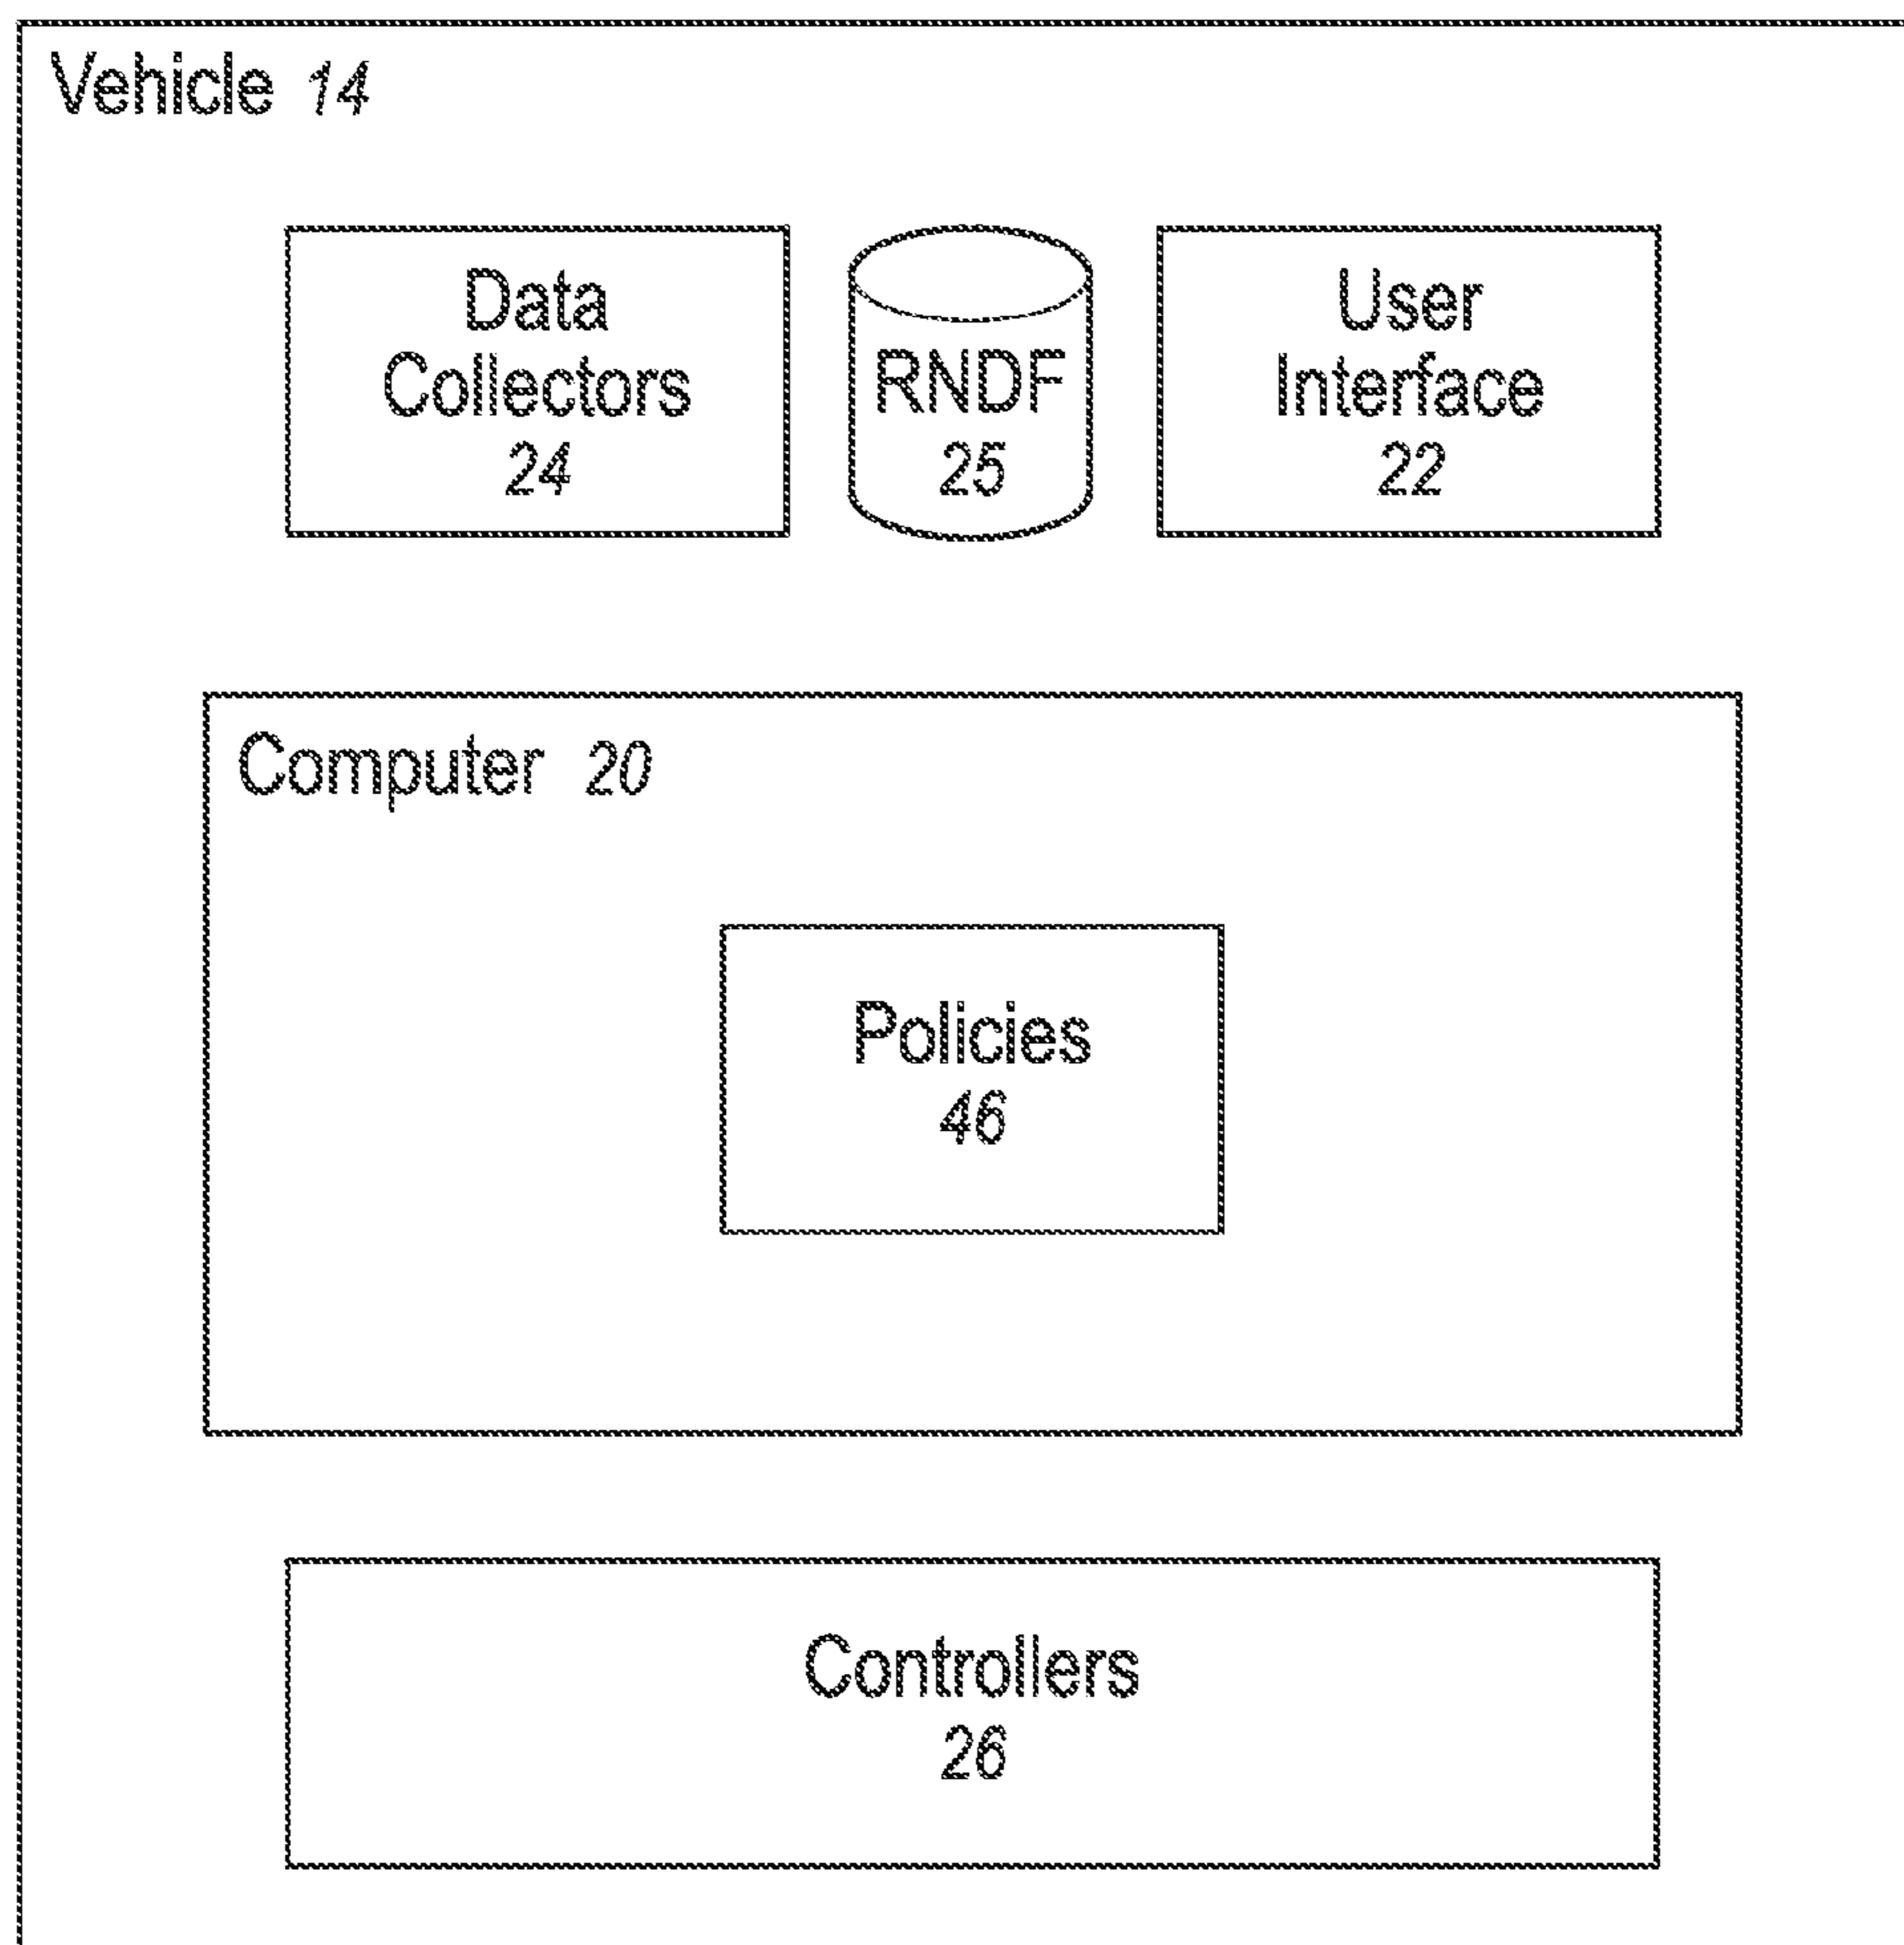 Vehicle 14
Data
Collectors
24
RNDF
25
User
Interface
22
Computer 20
Policies
46
Controllers
26